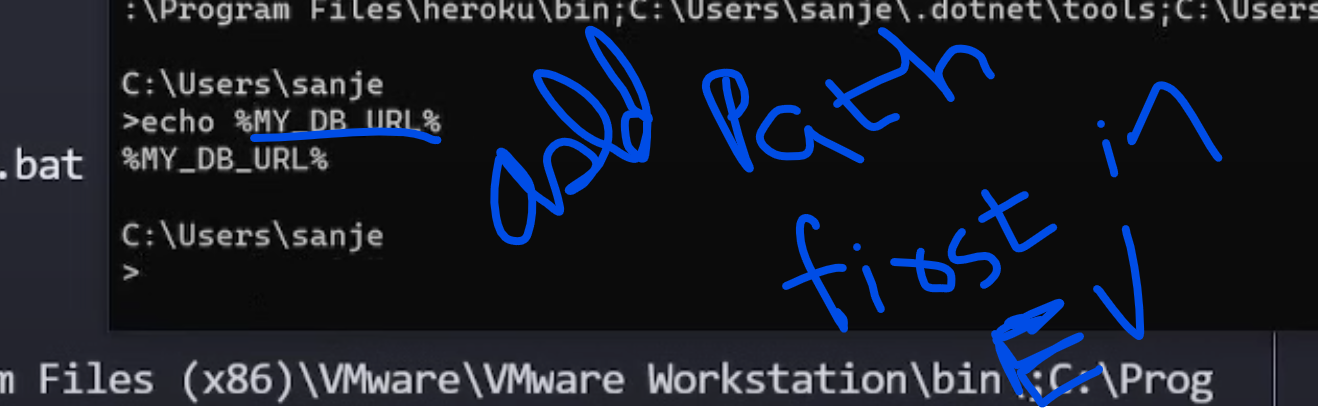 :\Program Files\heroku\bin;C:\Users\sanje\.dotnet\tools;C:\Users
C:\Users\sanje
>echo %MY_DB_URL%
.bat
%MY_DB_URL%
C:\Users\sanje
>
add Path
first in
EV
m Files (x86)\VMware\VMware Workstation\bin\;C:\Prog